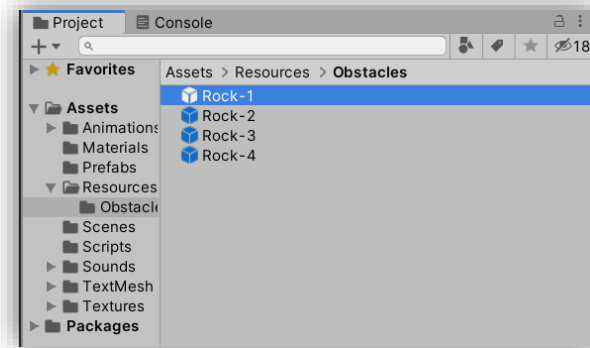 Project Console
18
Favorites
Assets > Resources > Obstacles
Assets
Animations
Materials
Prefabs
Resources
Obstacle
Scenes
Scripts
Sounds
TextMesh
Textures
Packages
Rock-1
Rock-2
Rock-3
Rock-4